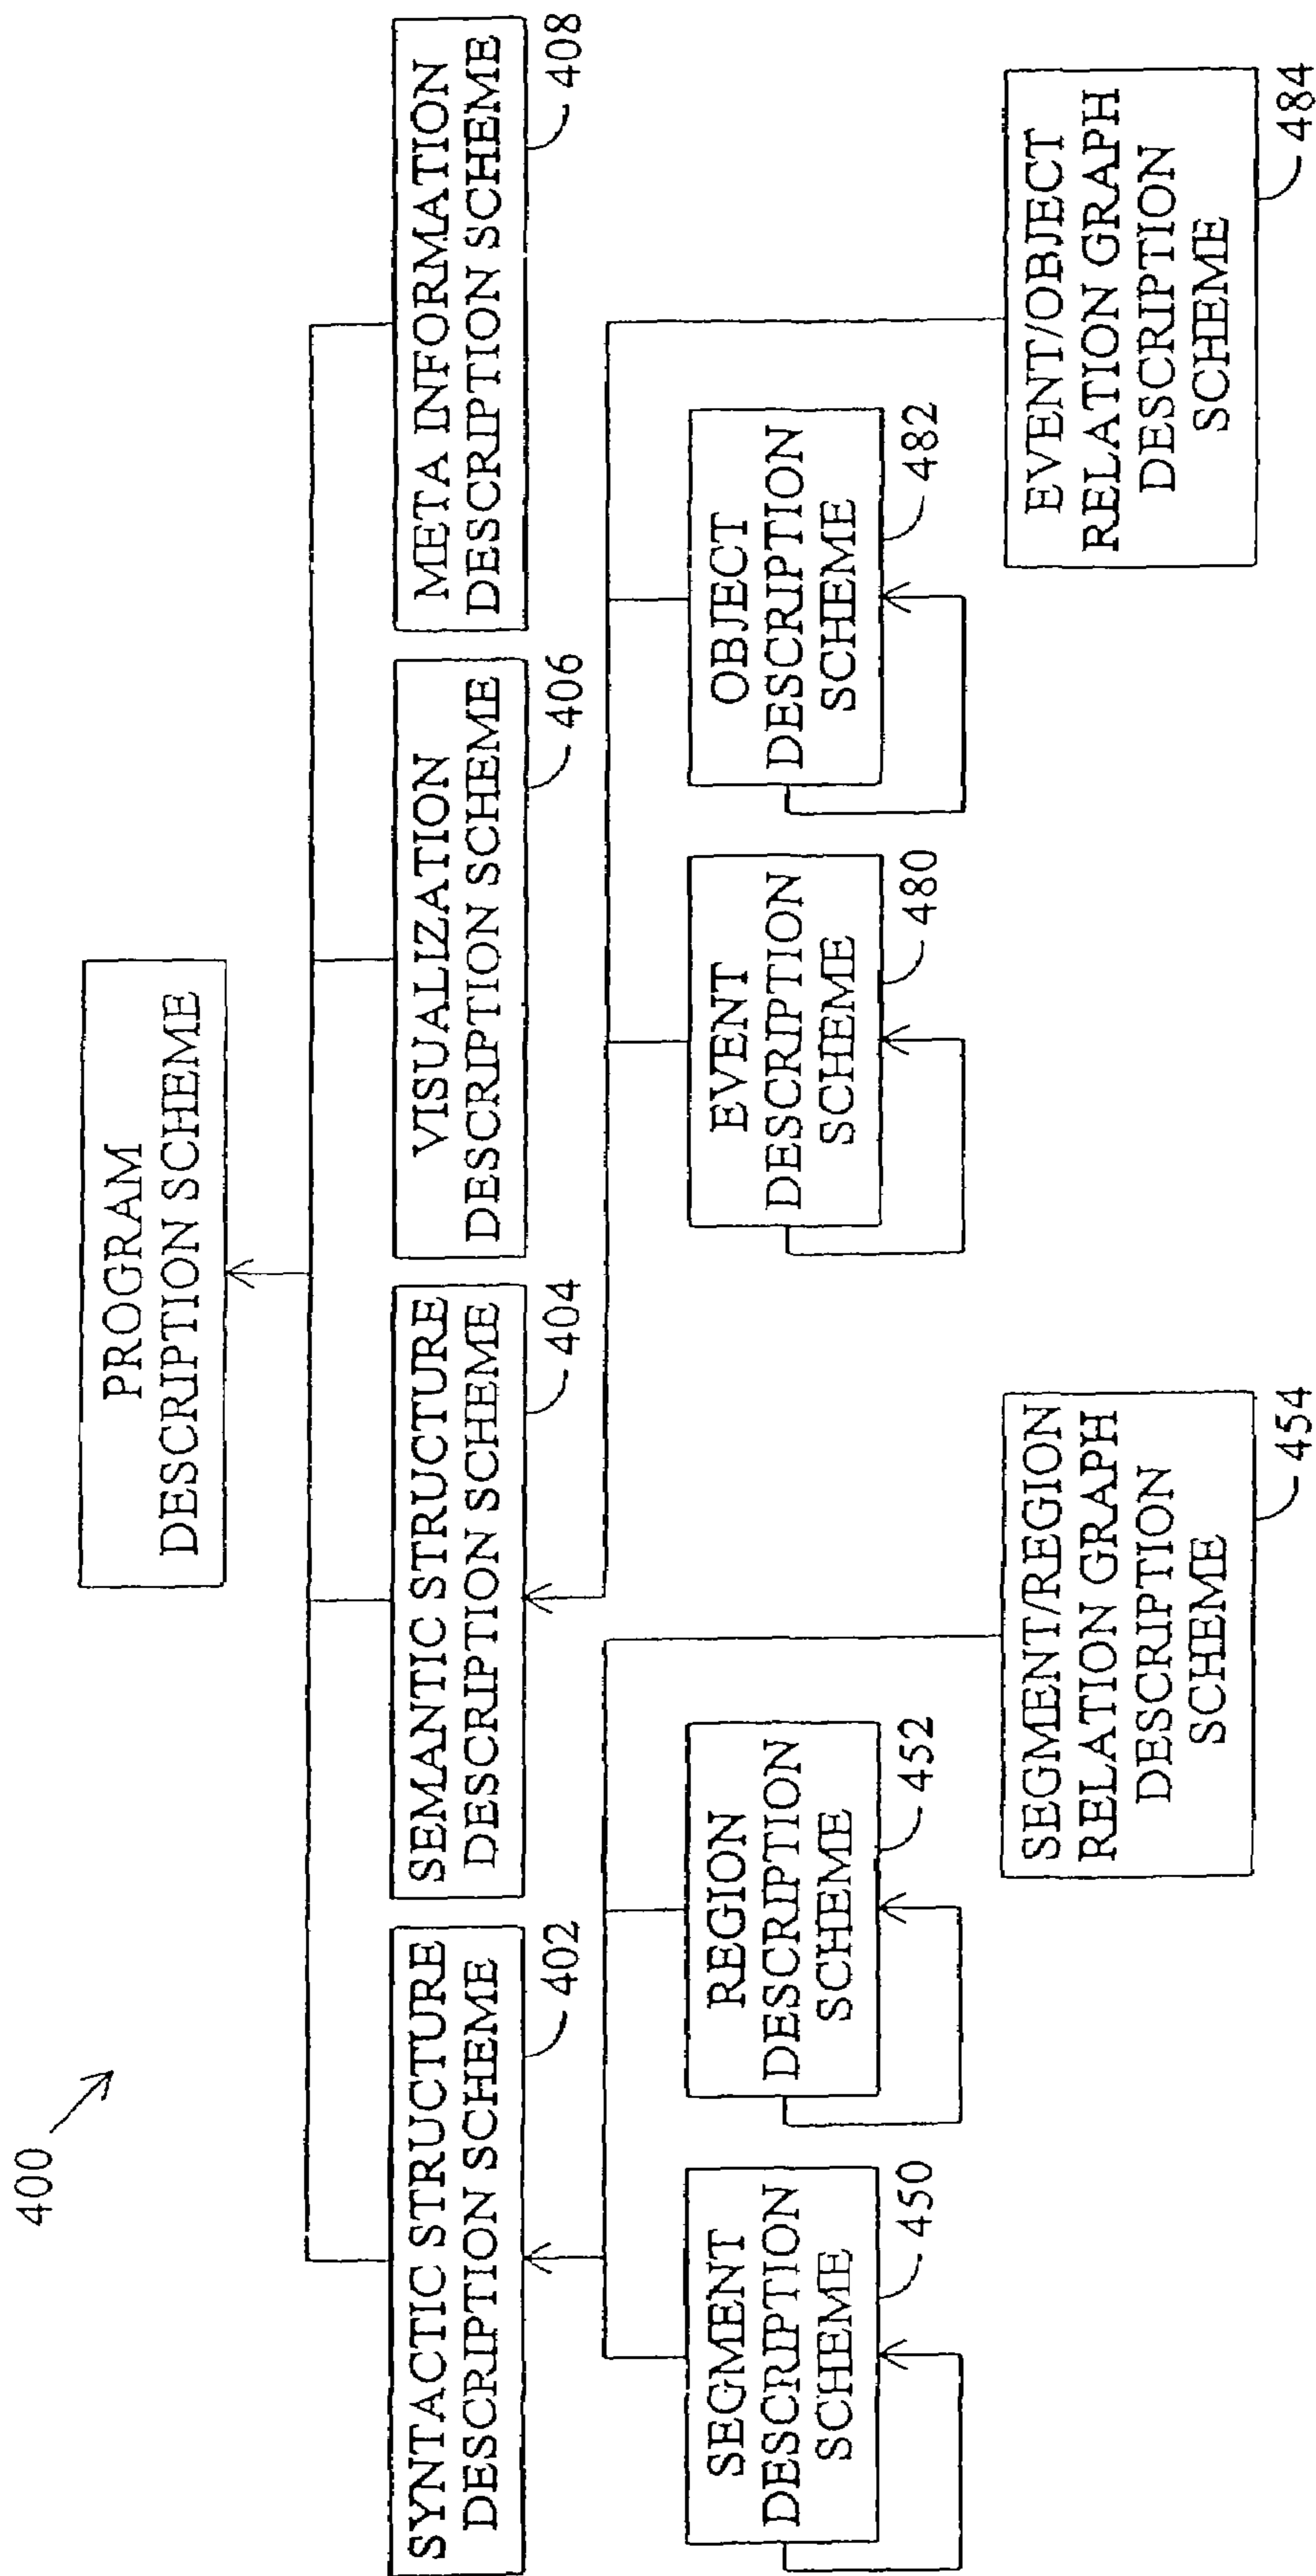 400
PROGRAM
DESCRIPTION SCHEME
SYNTACTIC STRUCTURE
DESCRIPTION SCHEME
402
SEMANTIC STRUCTURE
DESCRIPTION SCHEME
404
VISUALIZATION
DESCRIPTION SCHEME
406
META INFORMATION
DESCRIPTION SCHEME
408
SEGMENT
DESCRIPTION
SCHEME
450
REGION
DESCRIPTION
SCHEME
452
EVENT
DESCRIPTION
SCHEME
480
OBJECT
DESCRIPTION
SCHEME
482
SEGMENT/REGION
RELATION GRAPH
DESCRIPTION
SCHEME
454
EVENT/OBJECT
RELATION GRAPH
DESCRIPTION
SCHEME
484